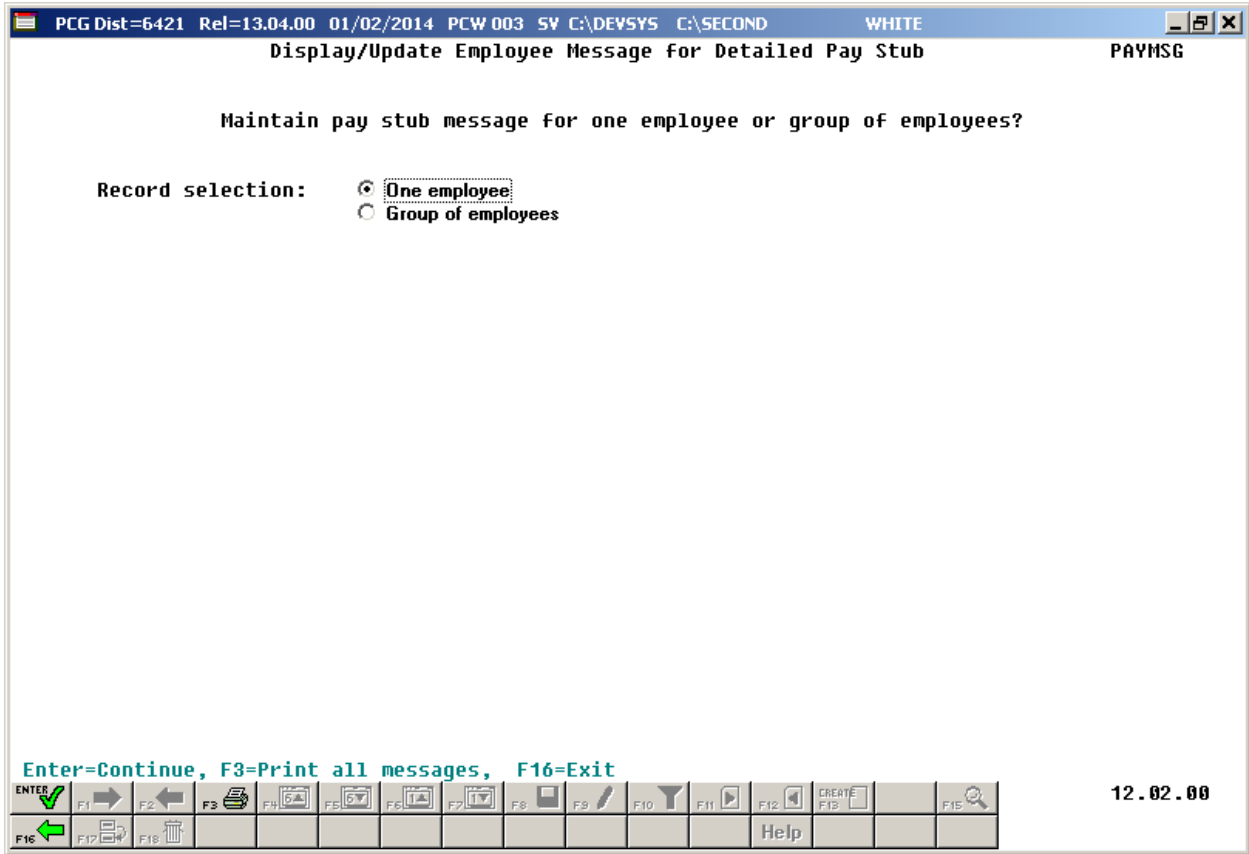 PCG Dist=6421 Rel=13.04.00 01/02/2014 PCW 003 SV C:\DEVSYS C:\SECOND WHITE
Display/Update Employee Message for Detailed Pay Stub PAYMSG
Maintain pay stub message for one employee or group of employees?
Record selection: One employee
Group of employees
Enter=Continue, F3=Print all messages, F16=Exit
ENTER F1 F2 F3 F4 F5 F6 F7 F8 F9 F10 F11 F12 CREATE F13 F15 12.02.00
F16 F17 F18 Help